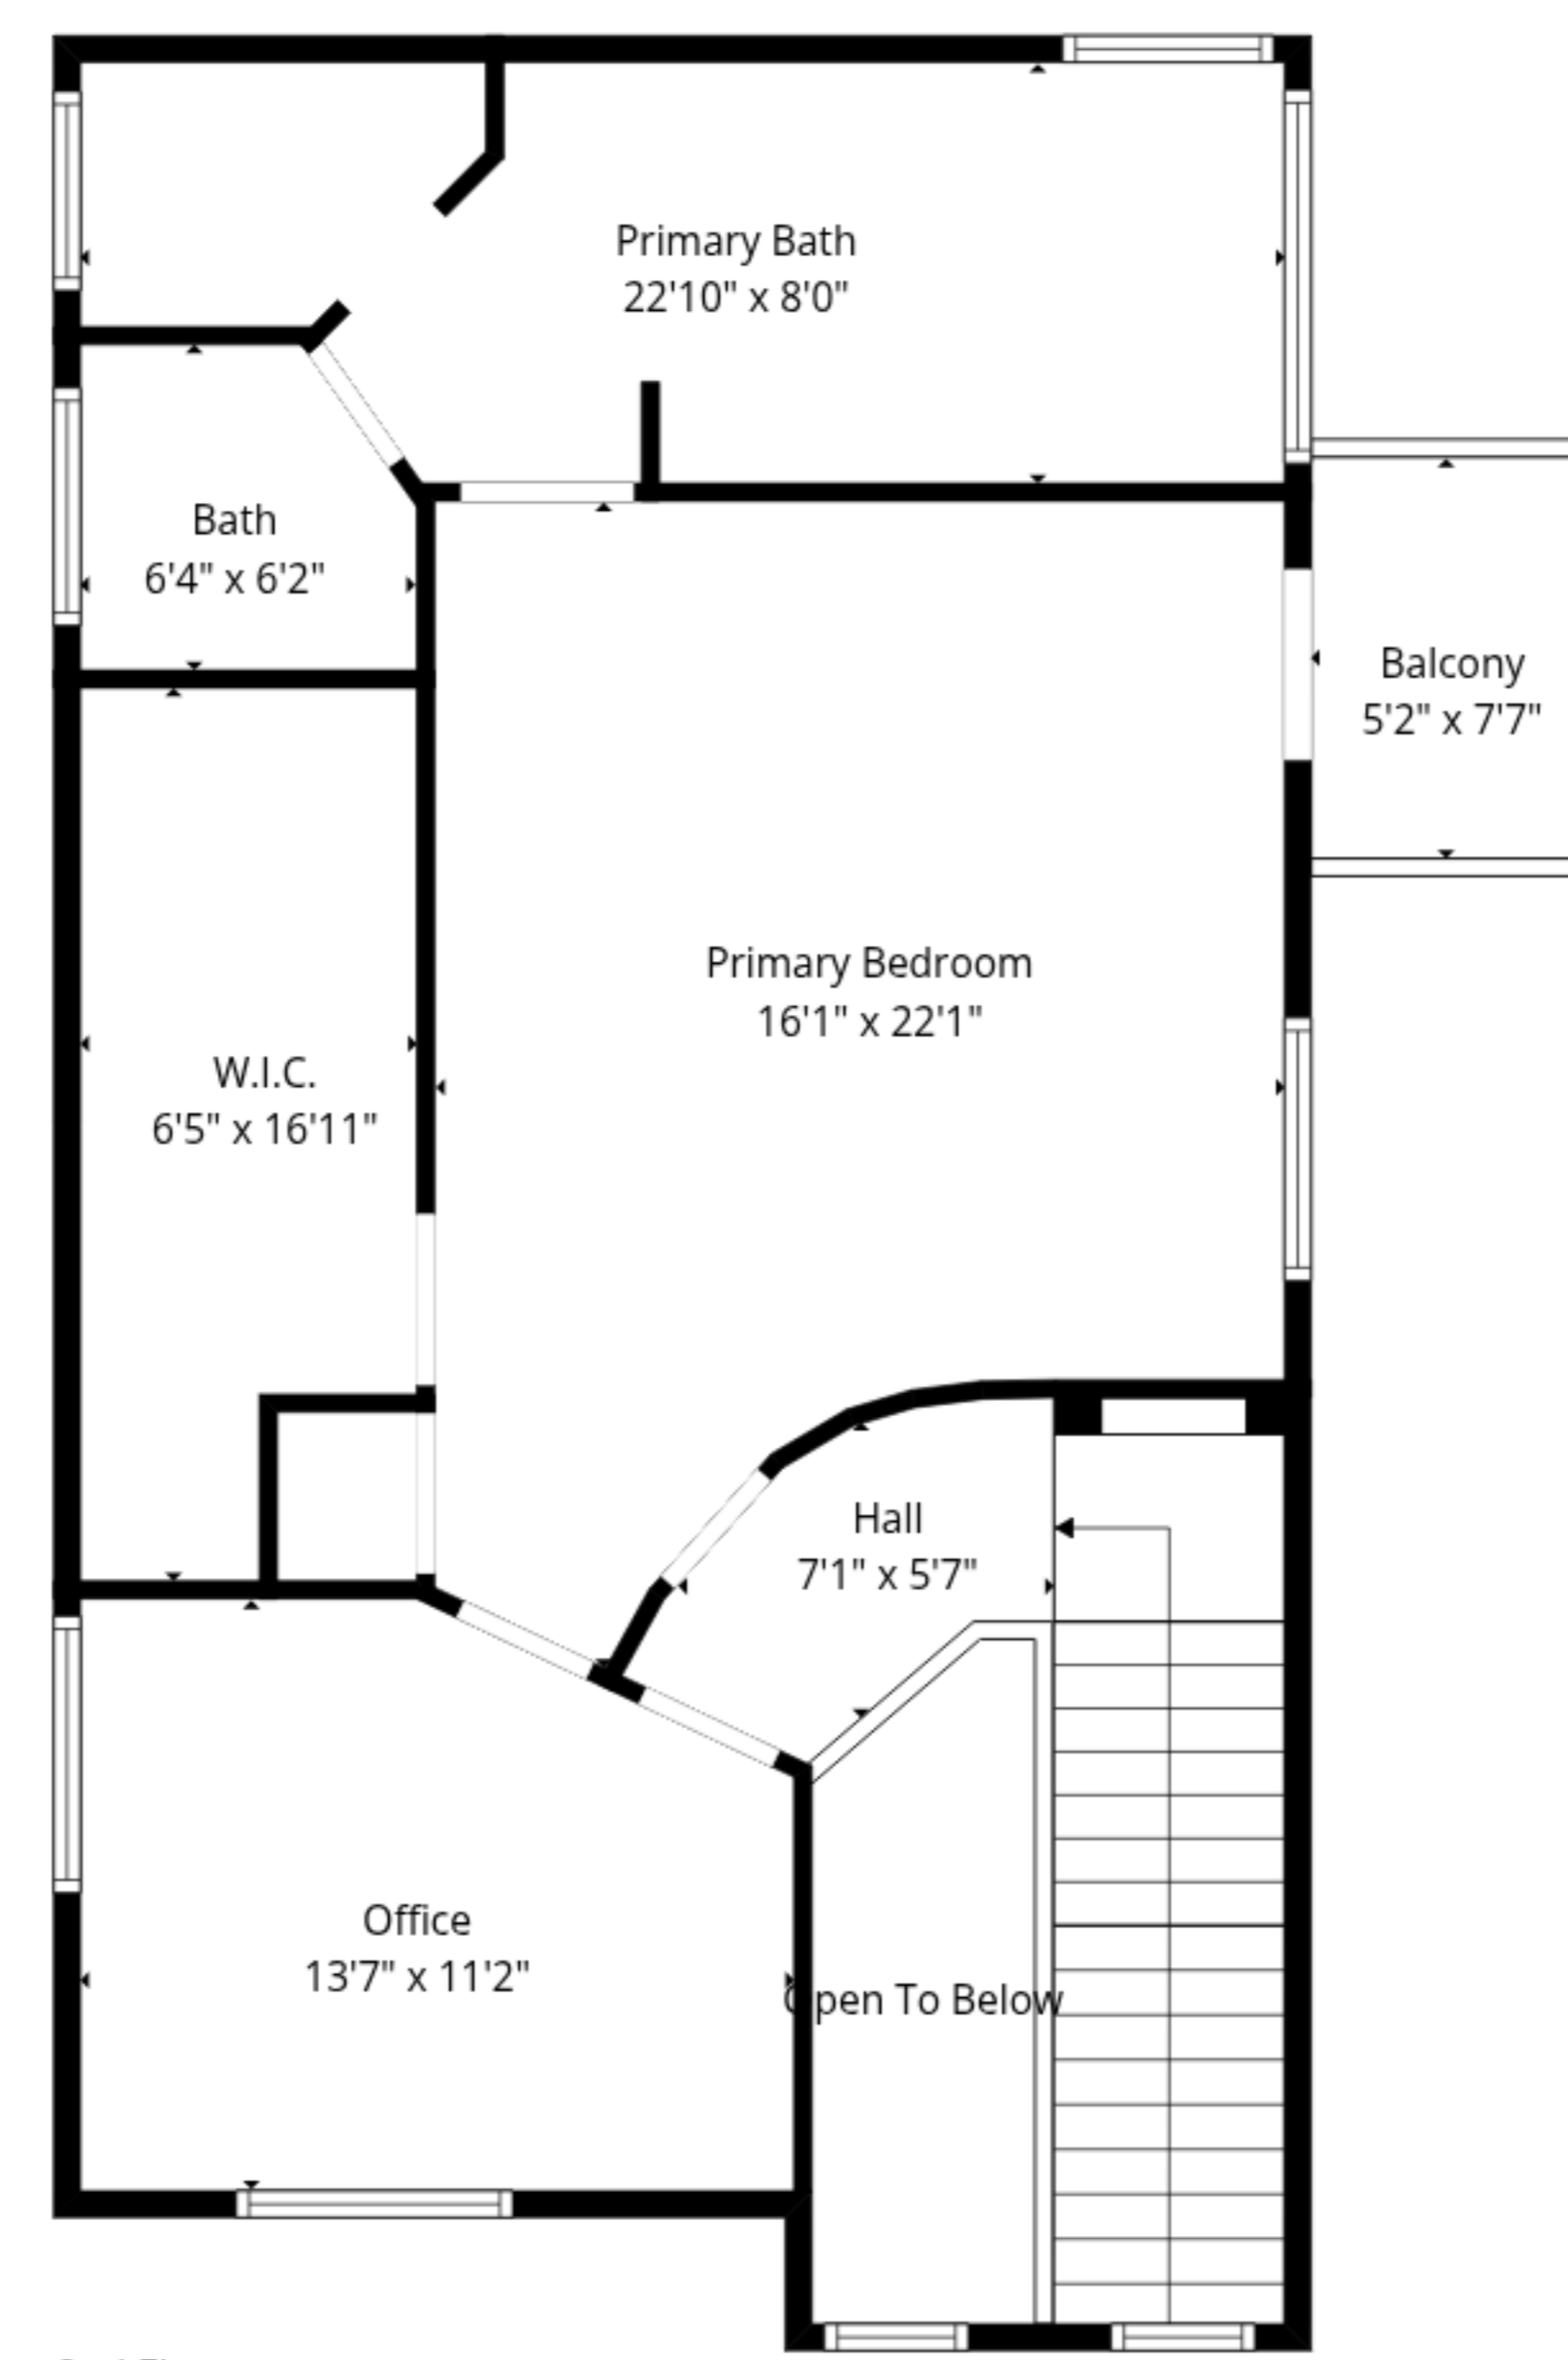 Primary Bath
22'10" x 8'0"
Bath
6'4" x 6'2"
Balcony
5'2" x 7'7"
Primary Bedroom
16'1" x 22'1"
W.I.C.
6'5" x 16'11"
Hall
7'1" x 5'7"
Office
13'7" x 11'2"
Open To Below